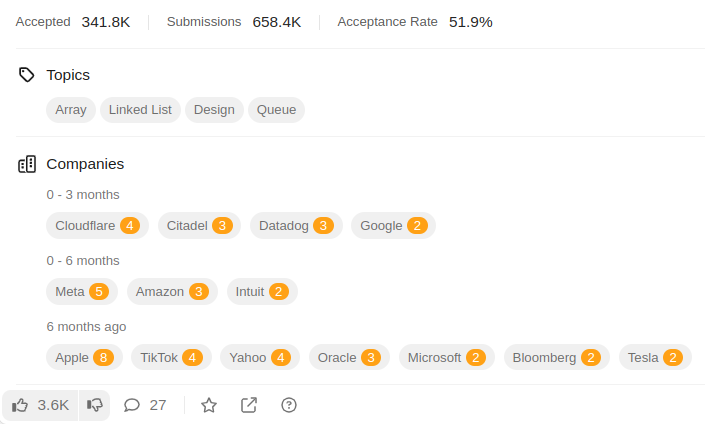 Accepted 341.8K Submissions 658.4K Acceptance Rate 51.9%
Topics
Array Linked List Design Queue
Companies
0 - 3 months
Cloudflare 4 Citadel 3 Datadog 3 Google 2
0 - 6 months
Meta 5 Amazon 3 Intuit 2
6 months ago
Apple 8 TikTok 4 Yahoo 4 Oracle 3 Microsoft 2 Bloomberg 2 Tesla 2
3.6K 27